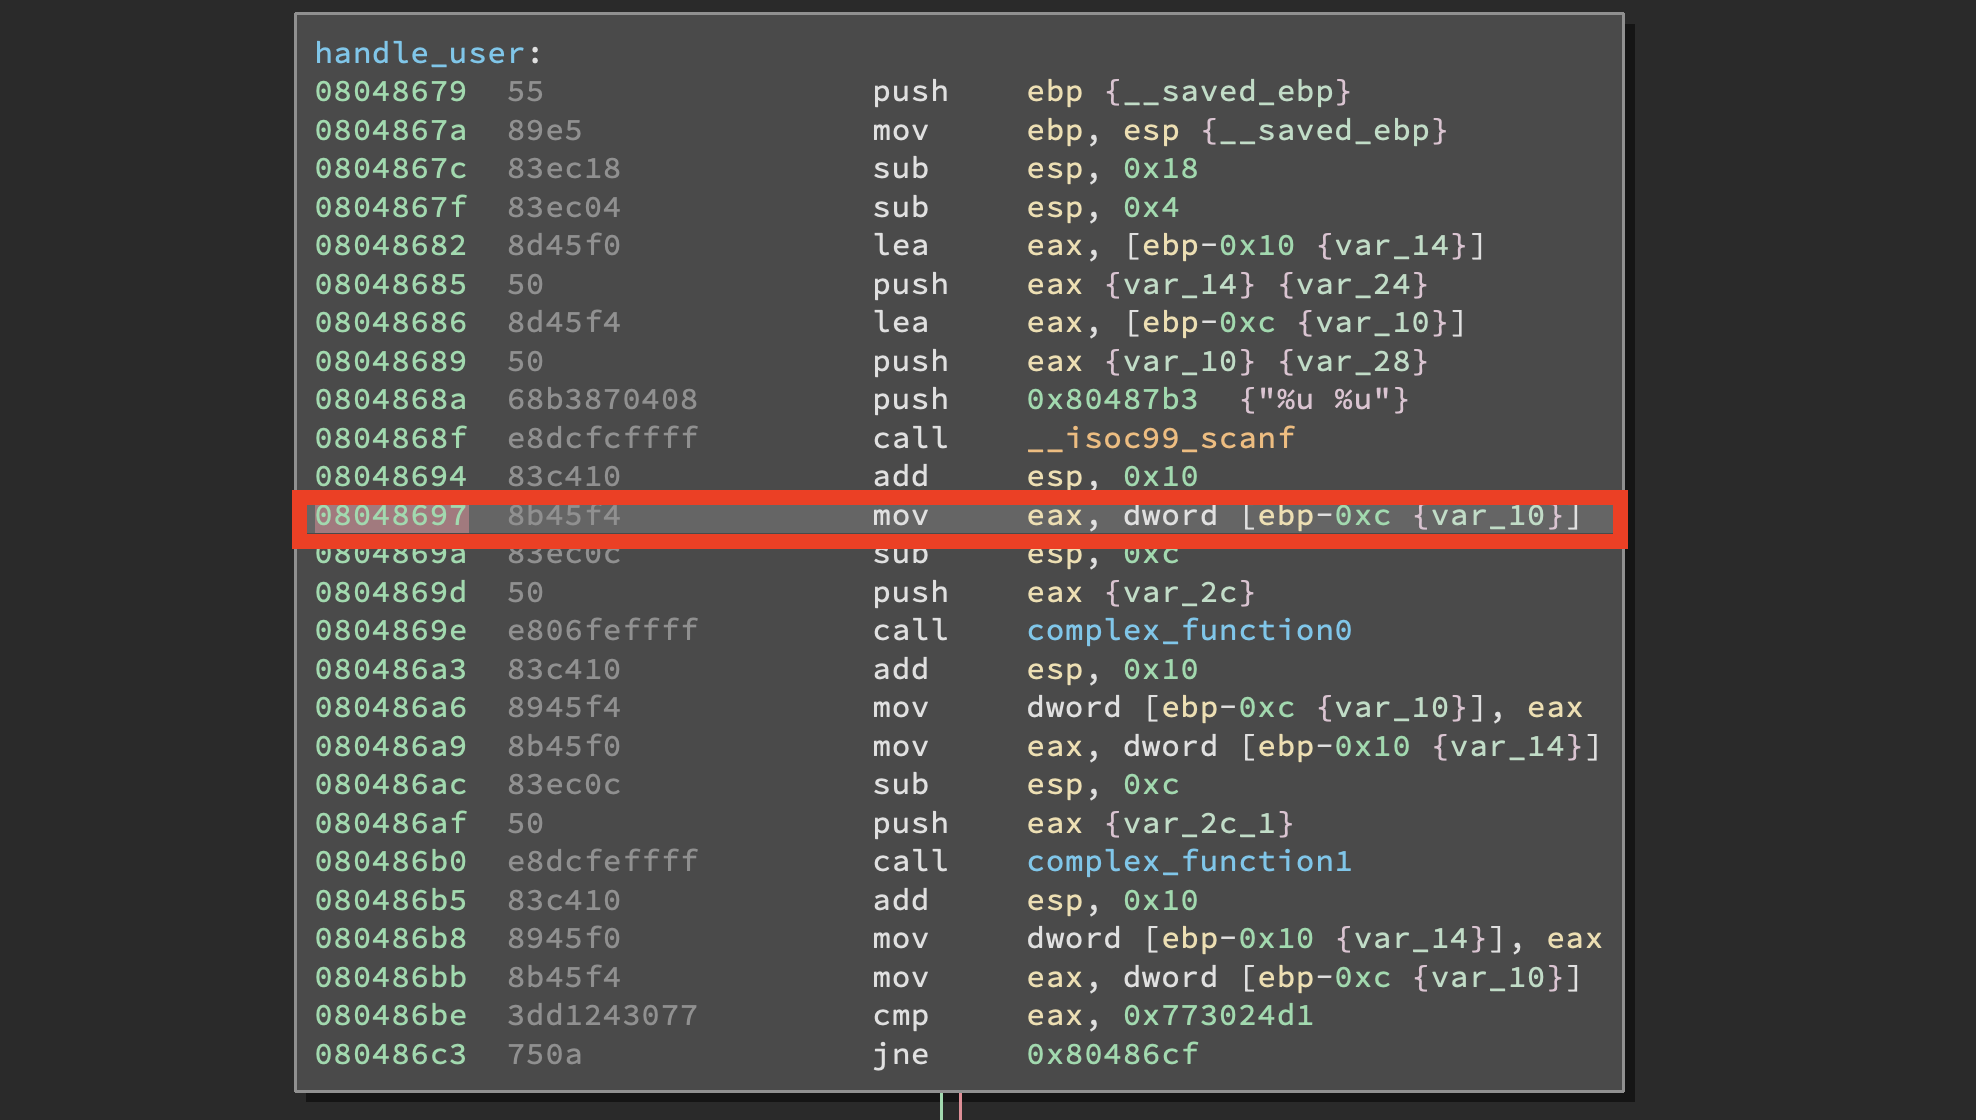 handle_user:
08048679 55 push ebp {__saved_ebp}
0804867a 89e5 mov ebp, esp {__saved_ebp}
0804867c 83ec18 sub esp, 0x18
0804867f 83ec04 sub esp, 0x4
08048682 8d45f0 lea eax, [ebp-0x10 {var_14}]
08048685 50 push eax {var_14} {var_24}
08048686 8d45f4 lea eax, [ebp-0xc {var_10}]
08048689 50 push eax {var_10} {var_28}
0804868a 68b3870408 push 0x80487b3 {"%u %u"}
0804868f e8dcfcffff call __isoc99_scanf
08048694 83c410 add esp, 0x10
08048697 8b45f4 mov eax, dword [ebp-0xc {var_10}]
0804869a 83ec0c sub esp, 0xc
0804869d 50 push eax {var_2c}
0804869e e806feffff call complex_function0
080486a3 83c410 add esp, 0x10
080486a6 8945f4 mov dword [ebp-0xc {var_10}], eax
080486a9 8b45f0 mov eax, dword [ebp-0x10 {var_14}]
080486ac 83ec0c sub esp, 0xc
080486af 50 push eax {var_2c_1}
080486b0 e8dcfeffff call complex_function1
080486b5 83c410 add esp, 0x10
080486b8 8945f0 mov dword [ebp-0x10 {var_14}], eax
080486bb 8b45f4 mov eax, dword [ebp-0xc {var_10}]
080486be 3dd1243077 cmp eax, 0x773024d1
080486c3 750a jne 0x80486cf